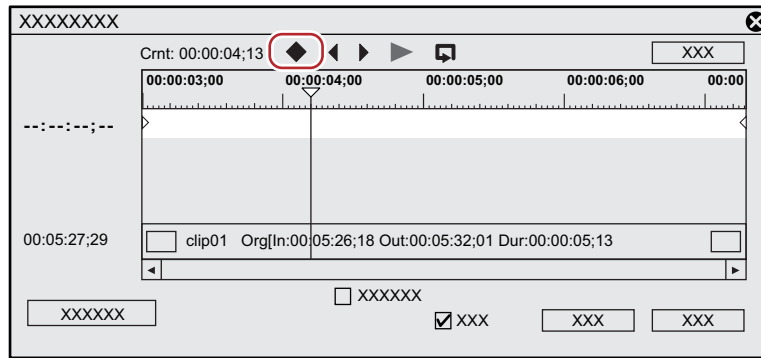 XXXXXXXX
Crnt: 00:00:04;13
XXX
00:00:03;00 00:00:04;00 00:00:05;00 00:00:06;00 00:00
--:--:--;--
00:05:27;29
clip01 Org[In:00:05:26;18 Out:00:05:32;01 Dur:00:00:05;13
XXXXXX
XXXXXX
XXX
XXX
XXX